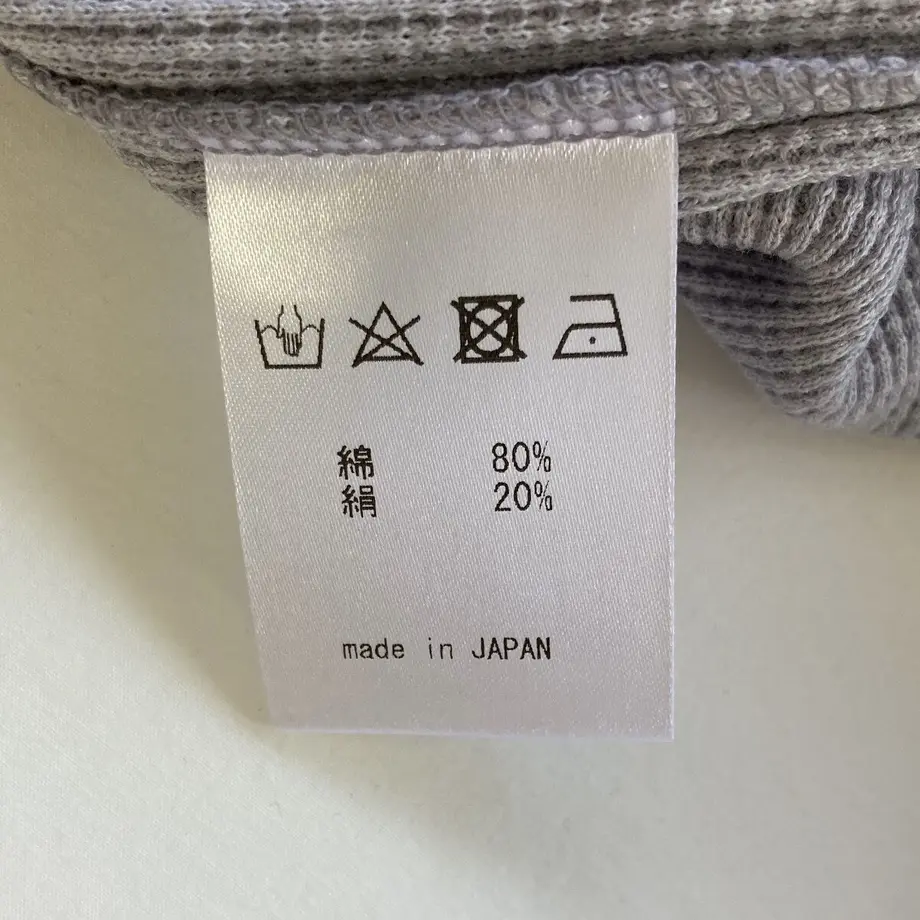 綿 80%
絹 20%
made in JAPAN